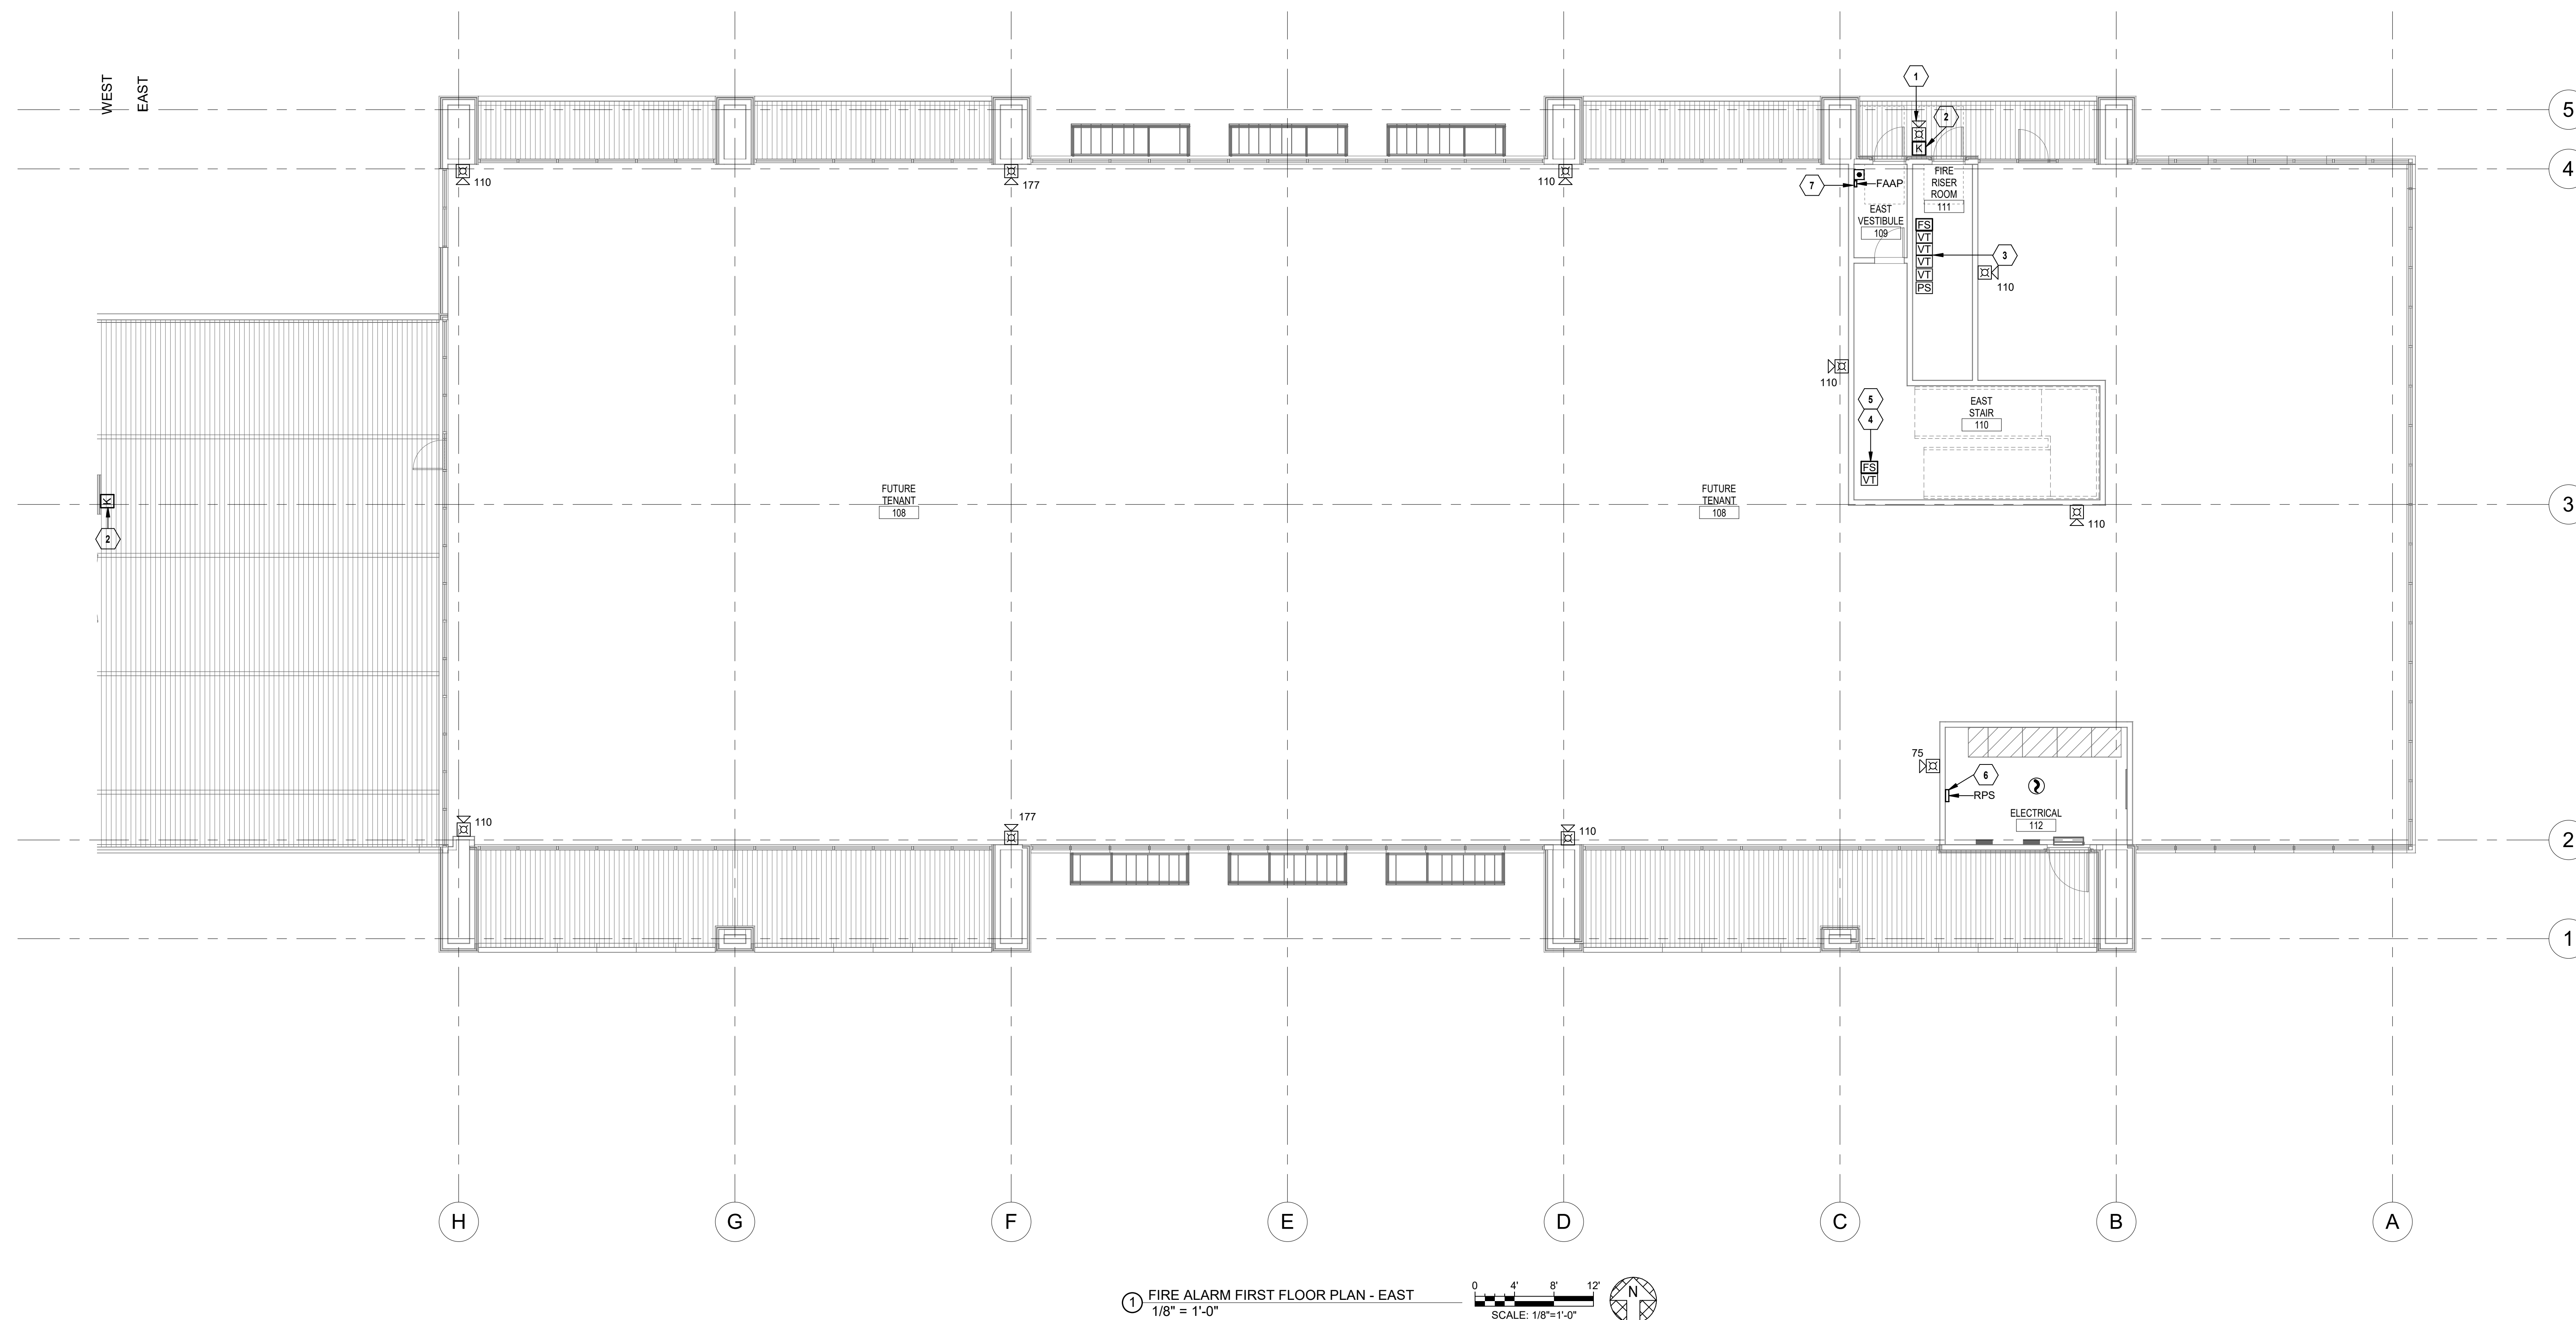 WEST
EAST
1
2
K
5
4
110
177
110
7
FAAP
FIRE
RISER
ROOM
111
EAST
VESTIBULE
109
FS
VT
VT
VT
VT
PS
3
110
110
5
4
FS
VT
EAST
STAIR
110
K
2
FUTURE
TENANT
108
FUTURE
TENANT
108
110
3
75
6
RPS
ELECTRICAL
112
110
177
110
2
1
H
G
F
E
D
C
B
A
1
FIRE ALARM FIRST FLOOR PLAN - EAST
1/8" = 1'-0"
0 4' 8' 12'
SCALE: 1/8"=1'-0"
N